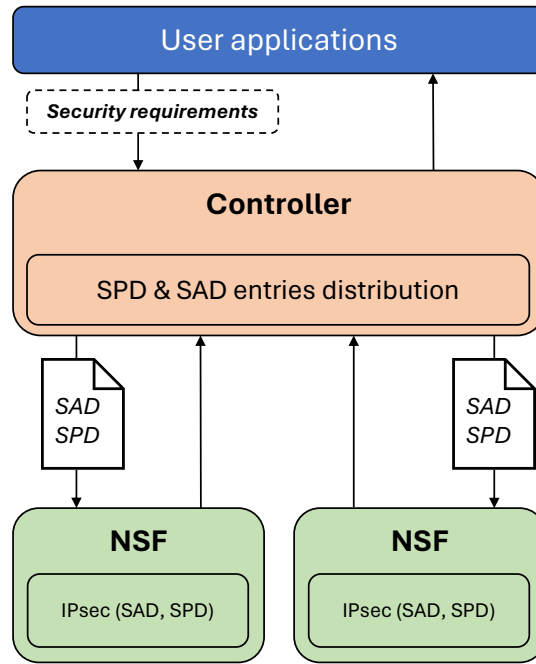 User applications
Security requirements
Controller
SPD & SAD entries distribution
SAD
SPD
SAD
SPD
NSF
IPsec (SAD, SPD)
NSF
IPsec (SAD, SPD)